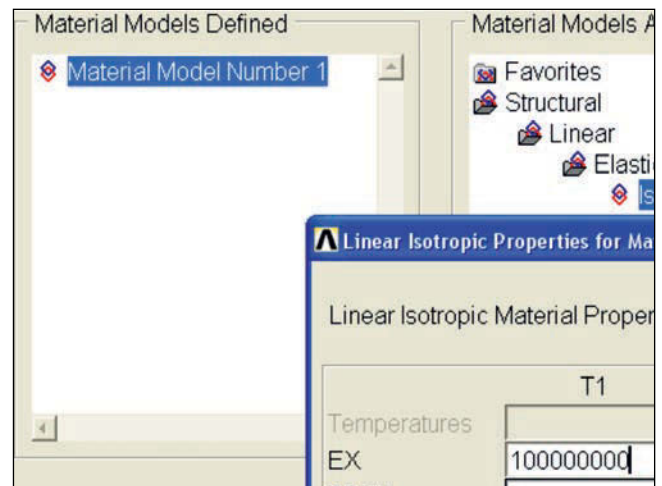 Material Models Defined
Material Models A
Material Model Number 1
Favorites
Structural
Linear
Elasti
Is
Linear Isotropic Properties for Ma
Linear Isotropic Material Proper
T1
Temperatures
EX
100000000